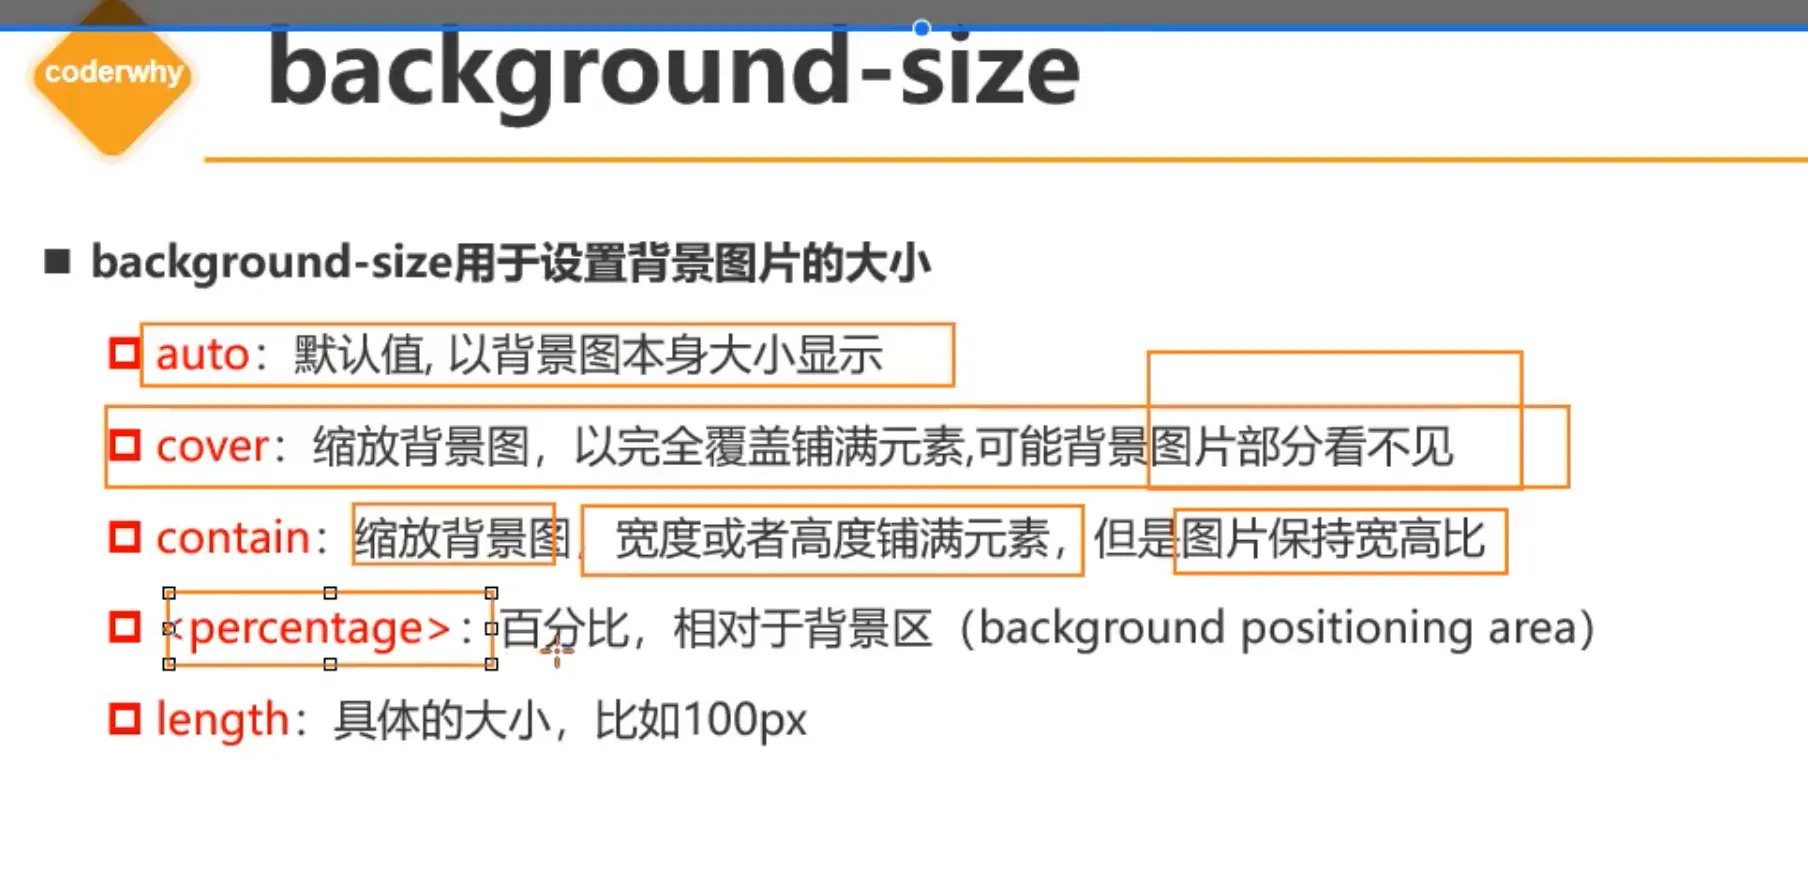 coderwhy
background-size
background-size用于设置背景图片的大小
auto：默认值, 以背景图本身大小显示
cover：缩放背景图，以完全覆盖铺满元素,可能背景图片部分看不见
contain：缩放背景图，宽度或者高度铺满元素，但是图片保持宽高比
<percentage>：百分比，相对于背景区（background positioning area）
length：具体的大小，比如100px